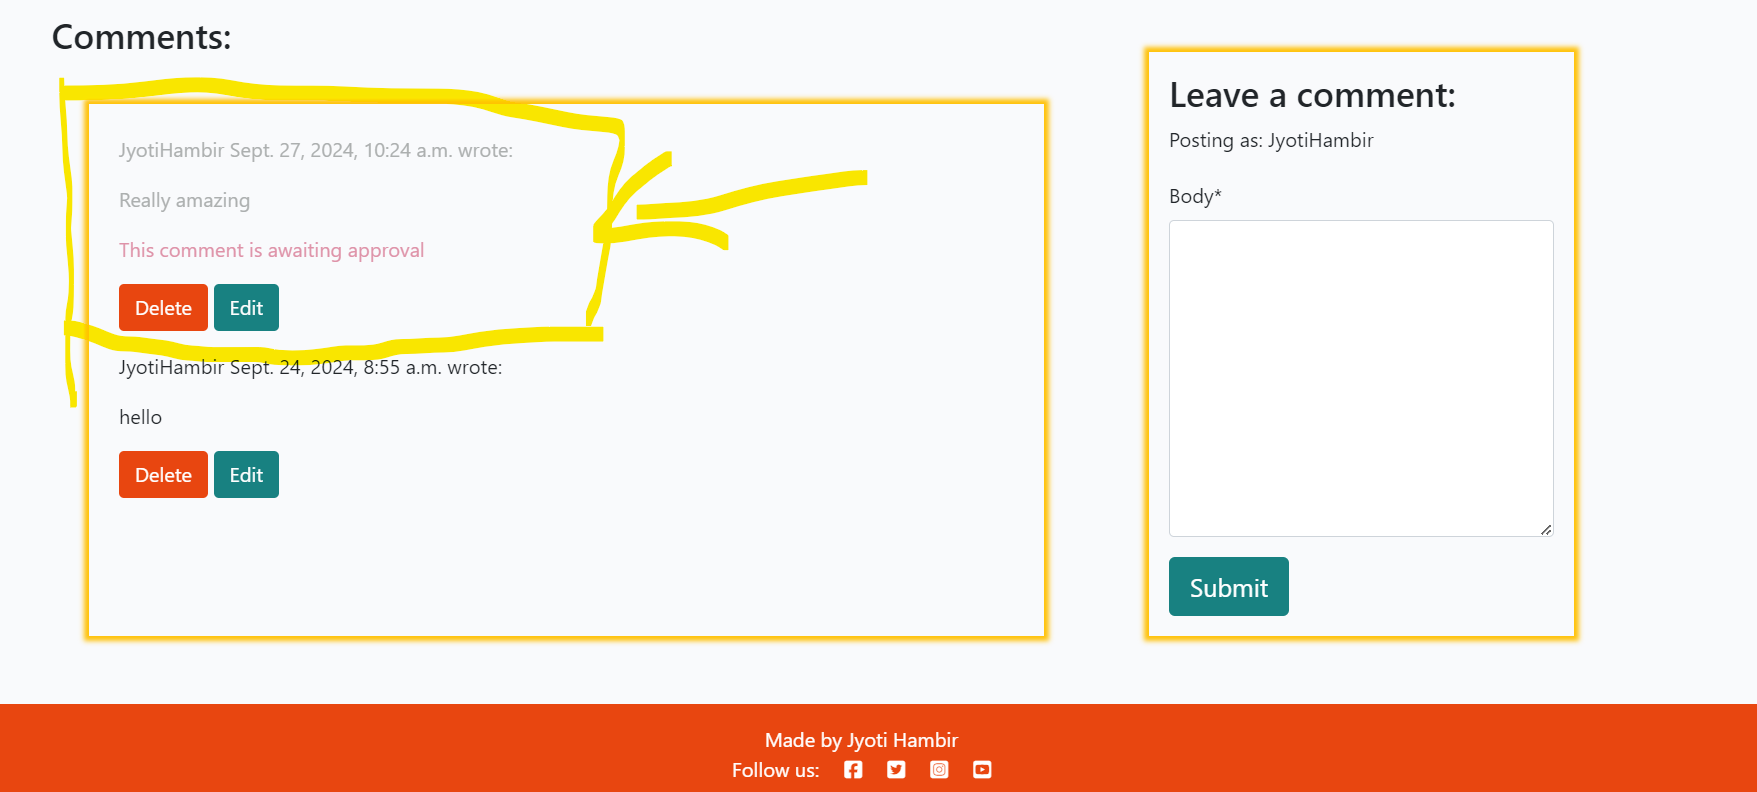 Comments:
JyotiHambir Sept. 27, 2024, 10:24 a.m. wrote:
Really amazing
This comment is awaiting approval
Delete Edit
JyotiHambir Sept. 24, 2024, 8:55 a.m. wrote:
hello
Delete Edit
Leave a comment:
Posting as: JyotiHambir
Body*
Submit
Made by Jyoti Hambir
Follow us: